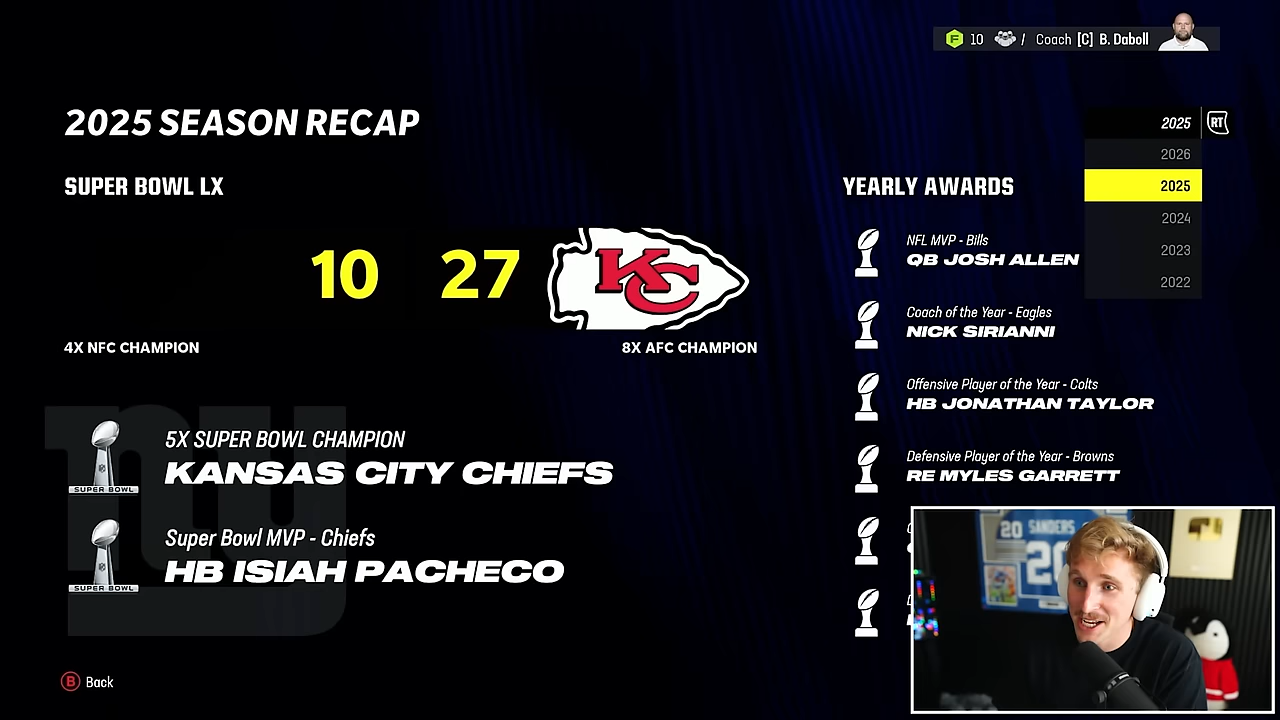 10 / Coach [C] B. Daboll
2025 SEASON RECAP
2025 RT
2026
2025
2024
2023
2022
SUPER BOWL LX
10 27
KC
4X NFC CHAMPION
8X AFC CHAMPION
5X SUPER BOWL CHAMPION
KANSAS CITY CHIEFS
SUPER BOWL
Super Bowl MVP - Chiefs
HB ISIAH PACHECO
SUPER BOWL
ny
YEARLY AWARDS
NFL MVP - Bills
QB JOSH ALLEN
Coach of the Year - Eagles
NICK SIRIANNI
Offensive Player of the Year - Colts
HB JONATHAN TAYLOR
Defensive Player of the Year - Browns
RE MYLES GARRETT
20 SANDERS
20
B Back